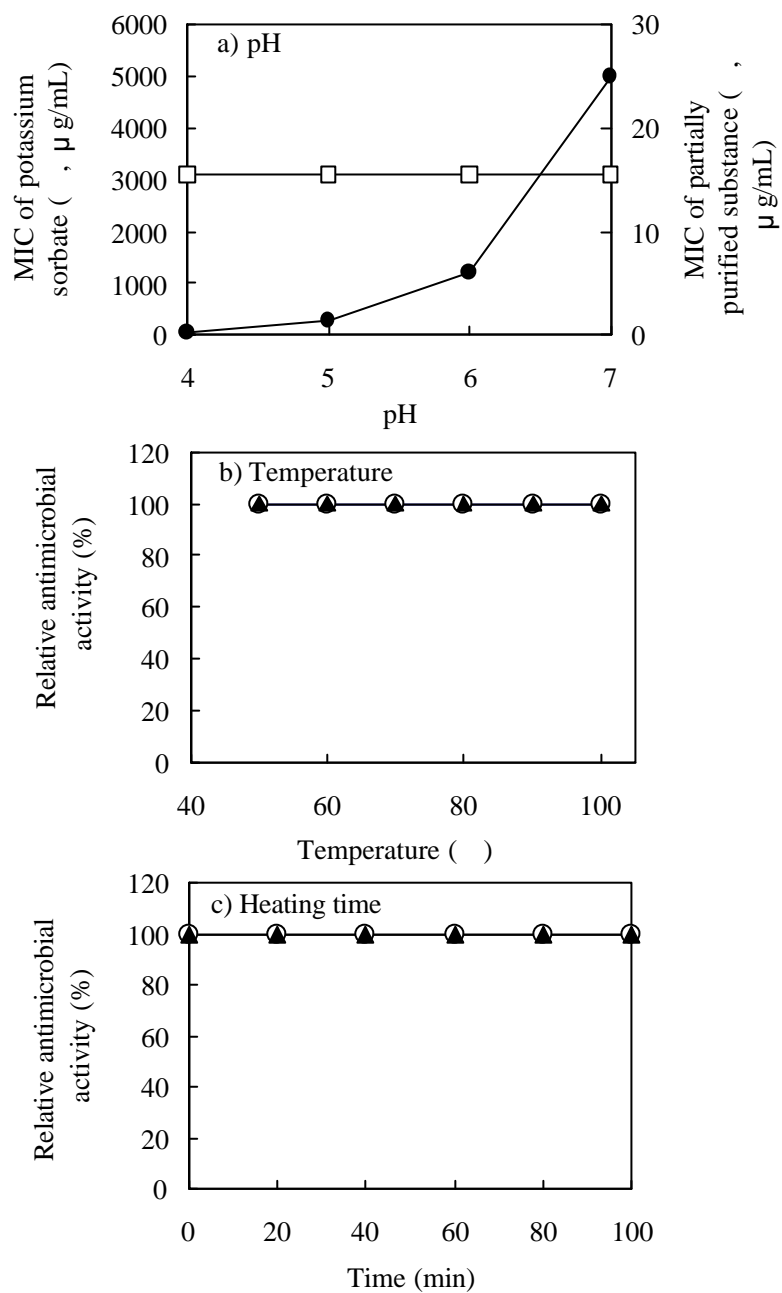 a) pH
6000
5000
4000
3000
2000
1000
0
MIC of potassium
sorbate ( , μ g/mL)
30
20
10
0
MIC of partially
purified substance ( ,
μ g/mL)
4 5 6 7
pH
b) Temperature
120
100
80
60
40
20
0
Relative antimicrobial
activity (%)
40 60 80 100
Temperature ( )
c) Heating time
120
100
80
60
40
20
0
Relative antimicrobial
activity (%)
0 20 40 60 80 100
Time (min)